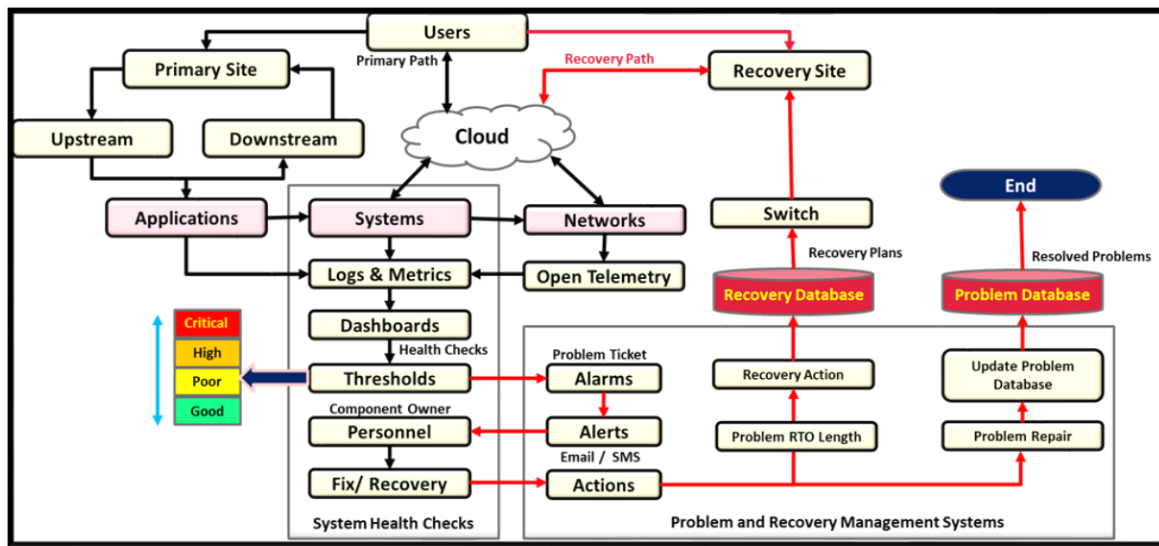 Users
Primary Path
Recovery Path
Primary Site
Recovery Site
Upstream
Downstream
Cloud
End
Applications
Systems
Networks
Switch
Recovery Plans
Resolved Problems
Logs & Metrics
Open Telemetry
Recovery Database
Problem Database
Critical
High
Poor
Good
Dashboards
Health Checks
Thresholds
Problem Ticket
Alarms
Recovery Action
Update Problem
Database
Component Owner
Personnel
Alerts
Email / SMS
Problem RTO Length
Problem Repair
Fix/ Recovery
Actions
System Health Checks
Problem and Recovery Management Systems